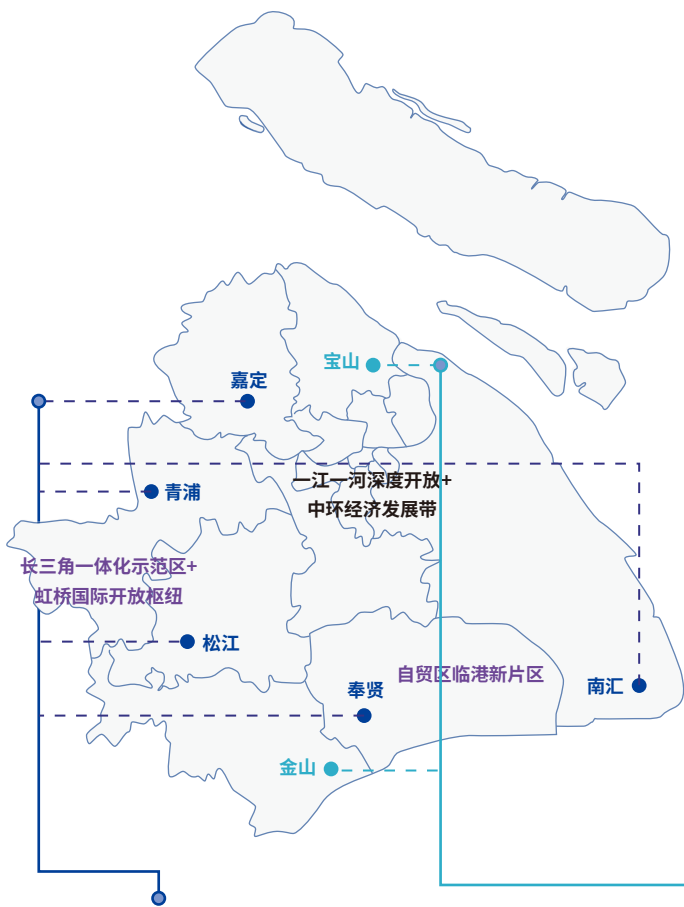 宝山
嘉定
一江一河深度开放+
中环经济发展带
青浦
长三角一体化示范区+
虹桥国际开放枢纽
松江
自贸区临港新片区
南汇
奉贤
金山